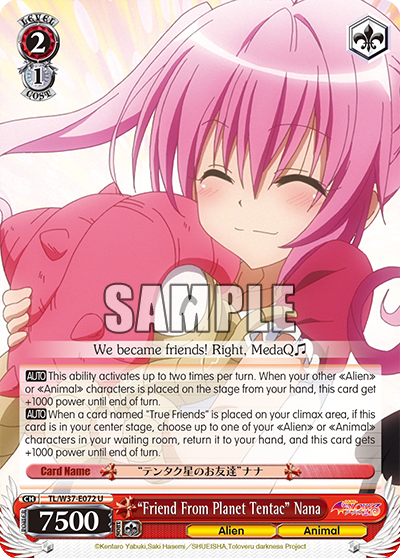 LEVEL
2
1
COST
SAMPLE
We became friends! Right, MedaQ♫
AUTO This ability activates up to two times per turn. When your other «Alien»
or «Animal» characters is placed on the stage from your hand, this card get
+1000 power until end of turn.
AUTO When a card named "True Friends" is placed on your climax area, if this
card is in your center stage, choose up to one of your «Alien» or «Animal»
characters in your waiting room, return it to your hand, and this card gets
+1000 power until end of turn.
Card Name
“テンタク星のお友達”ナナ
CH TL/W37-E072 U
POWER 7500 SOUL
“Friend From Planet Tentac” Nana
Alien Animal
©Kentaro Yabuki,Saki Hasemi / SHUEISHA,Toloveru darkness Project